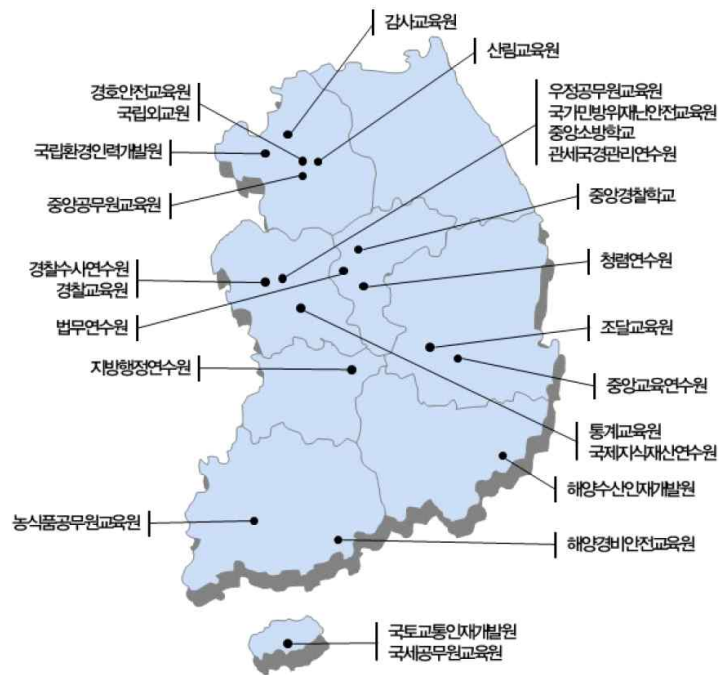 감사교육원
산림교육원
경호안전교육원
국립외교원
우정공무원교육원
국가민방위재난안전교육원
중앙소방학교
관세국경관리연수원
국립환경인력개발원
중앙공무원교육원
중앙경찰학교
경찰수사연수원
경찰교육원
청렴연수원
법무연수원
조달교육원
지방행정연수원
중앙교육연수원
통계교육원
국제지식재산연수원
해양수산인재개발원
농식품공무원교육원
해양경비안전교육원
국토교통인재개발원
국세공무원교육원